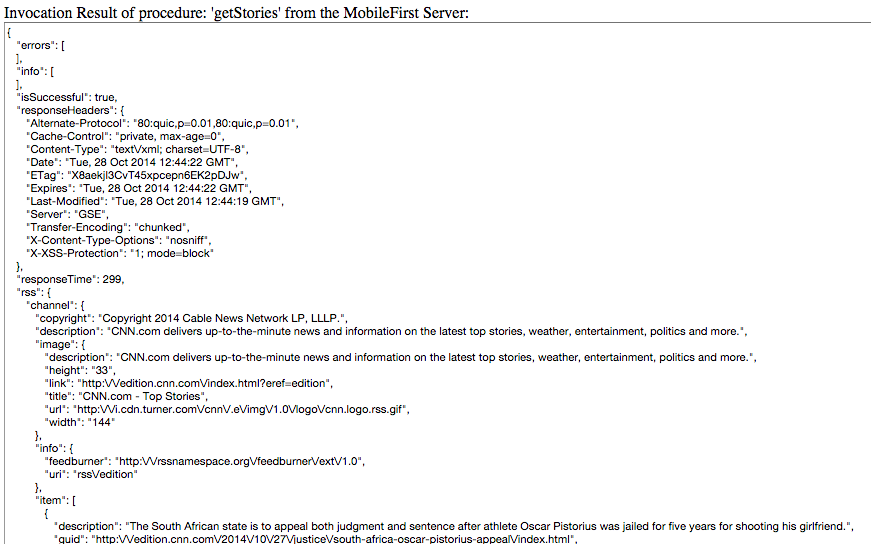 Invocation Result of procedure: 'getStories' from the MobileFirst Server:
{
"errors": [
],
"info": [
],
"isSuccessful": true,
"responseHeaders": {
"Alternate-Protocol": "80:quic,p=0.01,80:quic,p=0.01",
"Cache-Control": "private, max-age=0",
"Content-Type": "text\/xml; charset=UTF-8",
"Date": "Tue, 28 Oct 2014 12:44:22 GMT",
"ETag": "X8aekjI3CvT45xpcepn6EK2pDJw",
"Expires": "Tue, 28 Oct 2014 12:44:22 GMT",
"Last-Modified": "Tue, 28 Oct 2014 12:44:19 GMT",
"Server": "GSE",
"Transfer-Encoding": "chunked",
"X-Content-Type-Options": "nosniff",
"X-XSS-Protection": "1; mode=block"
},
"responseTime": 299,
"rss": {
"channel": {
"copyright": "Copyright 2014 Cable News Network LP, LLLP.",
"description": "CNN.com delivers up-to-the-minute news and information on the latest top stories, weather, entertainment, politics and more.",
"image": {
"description": "CNN.com delivers up-to-the-minute news and information on the latest top stories, weather, entertainment, politics and more.",
"height": "33",
"link": "http:\/\/edition.cnn.com\/index.html?eref=edition",
"title": "CNN.com - Top Stories",
"url": "http:\/\/i.cdn.turner.com\/cnn\/.e\/img\/1.0\/logo\/cnn.logo.rss.gif",
"width": "144"
},
"info": {
"feedburner": "http:\/\/rssnamespace.org\/feedburner\/ext\/1.0",
"uri": "rss\/edition"
},
"item": [
{
"description": "The South African state is to appeal both judgment and sentence after athlete Oscar Pistorius was jailed for five years for shooting his girlfriend.",
"guid": "http:\/\/edition.cnn.com\/2014\/10\/27\/justice\/south-africa-oscar-pistorius-appeal\/index.html",